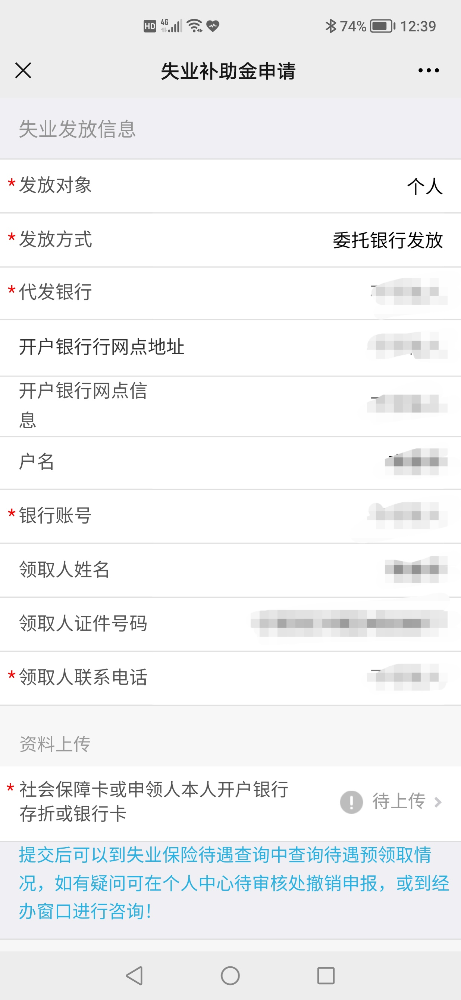 HD 4G 74% 12:39
失业补助金申请
失业发放信息
* 发放对象 个人
* 发放方式 委托银行发放
* 代发银行
开户银行行网点地址
开户银行网点信
息
户名
* 银行账号
领取人姓名
领取人证件号码
* 领取人联系电话
资料上传
* 社会保障卡或申领人本人开户银行
存折或银行卡
待上传
提交后可以到失业保险待遇查询中查询待遇预领取情
况，如有疑问可在个人中心待审核处撤销申报，或到经
办窗口进行咨询！